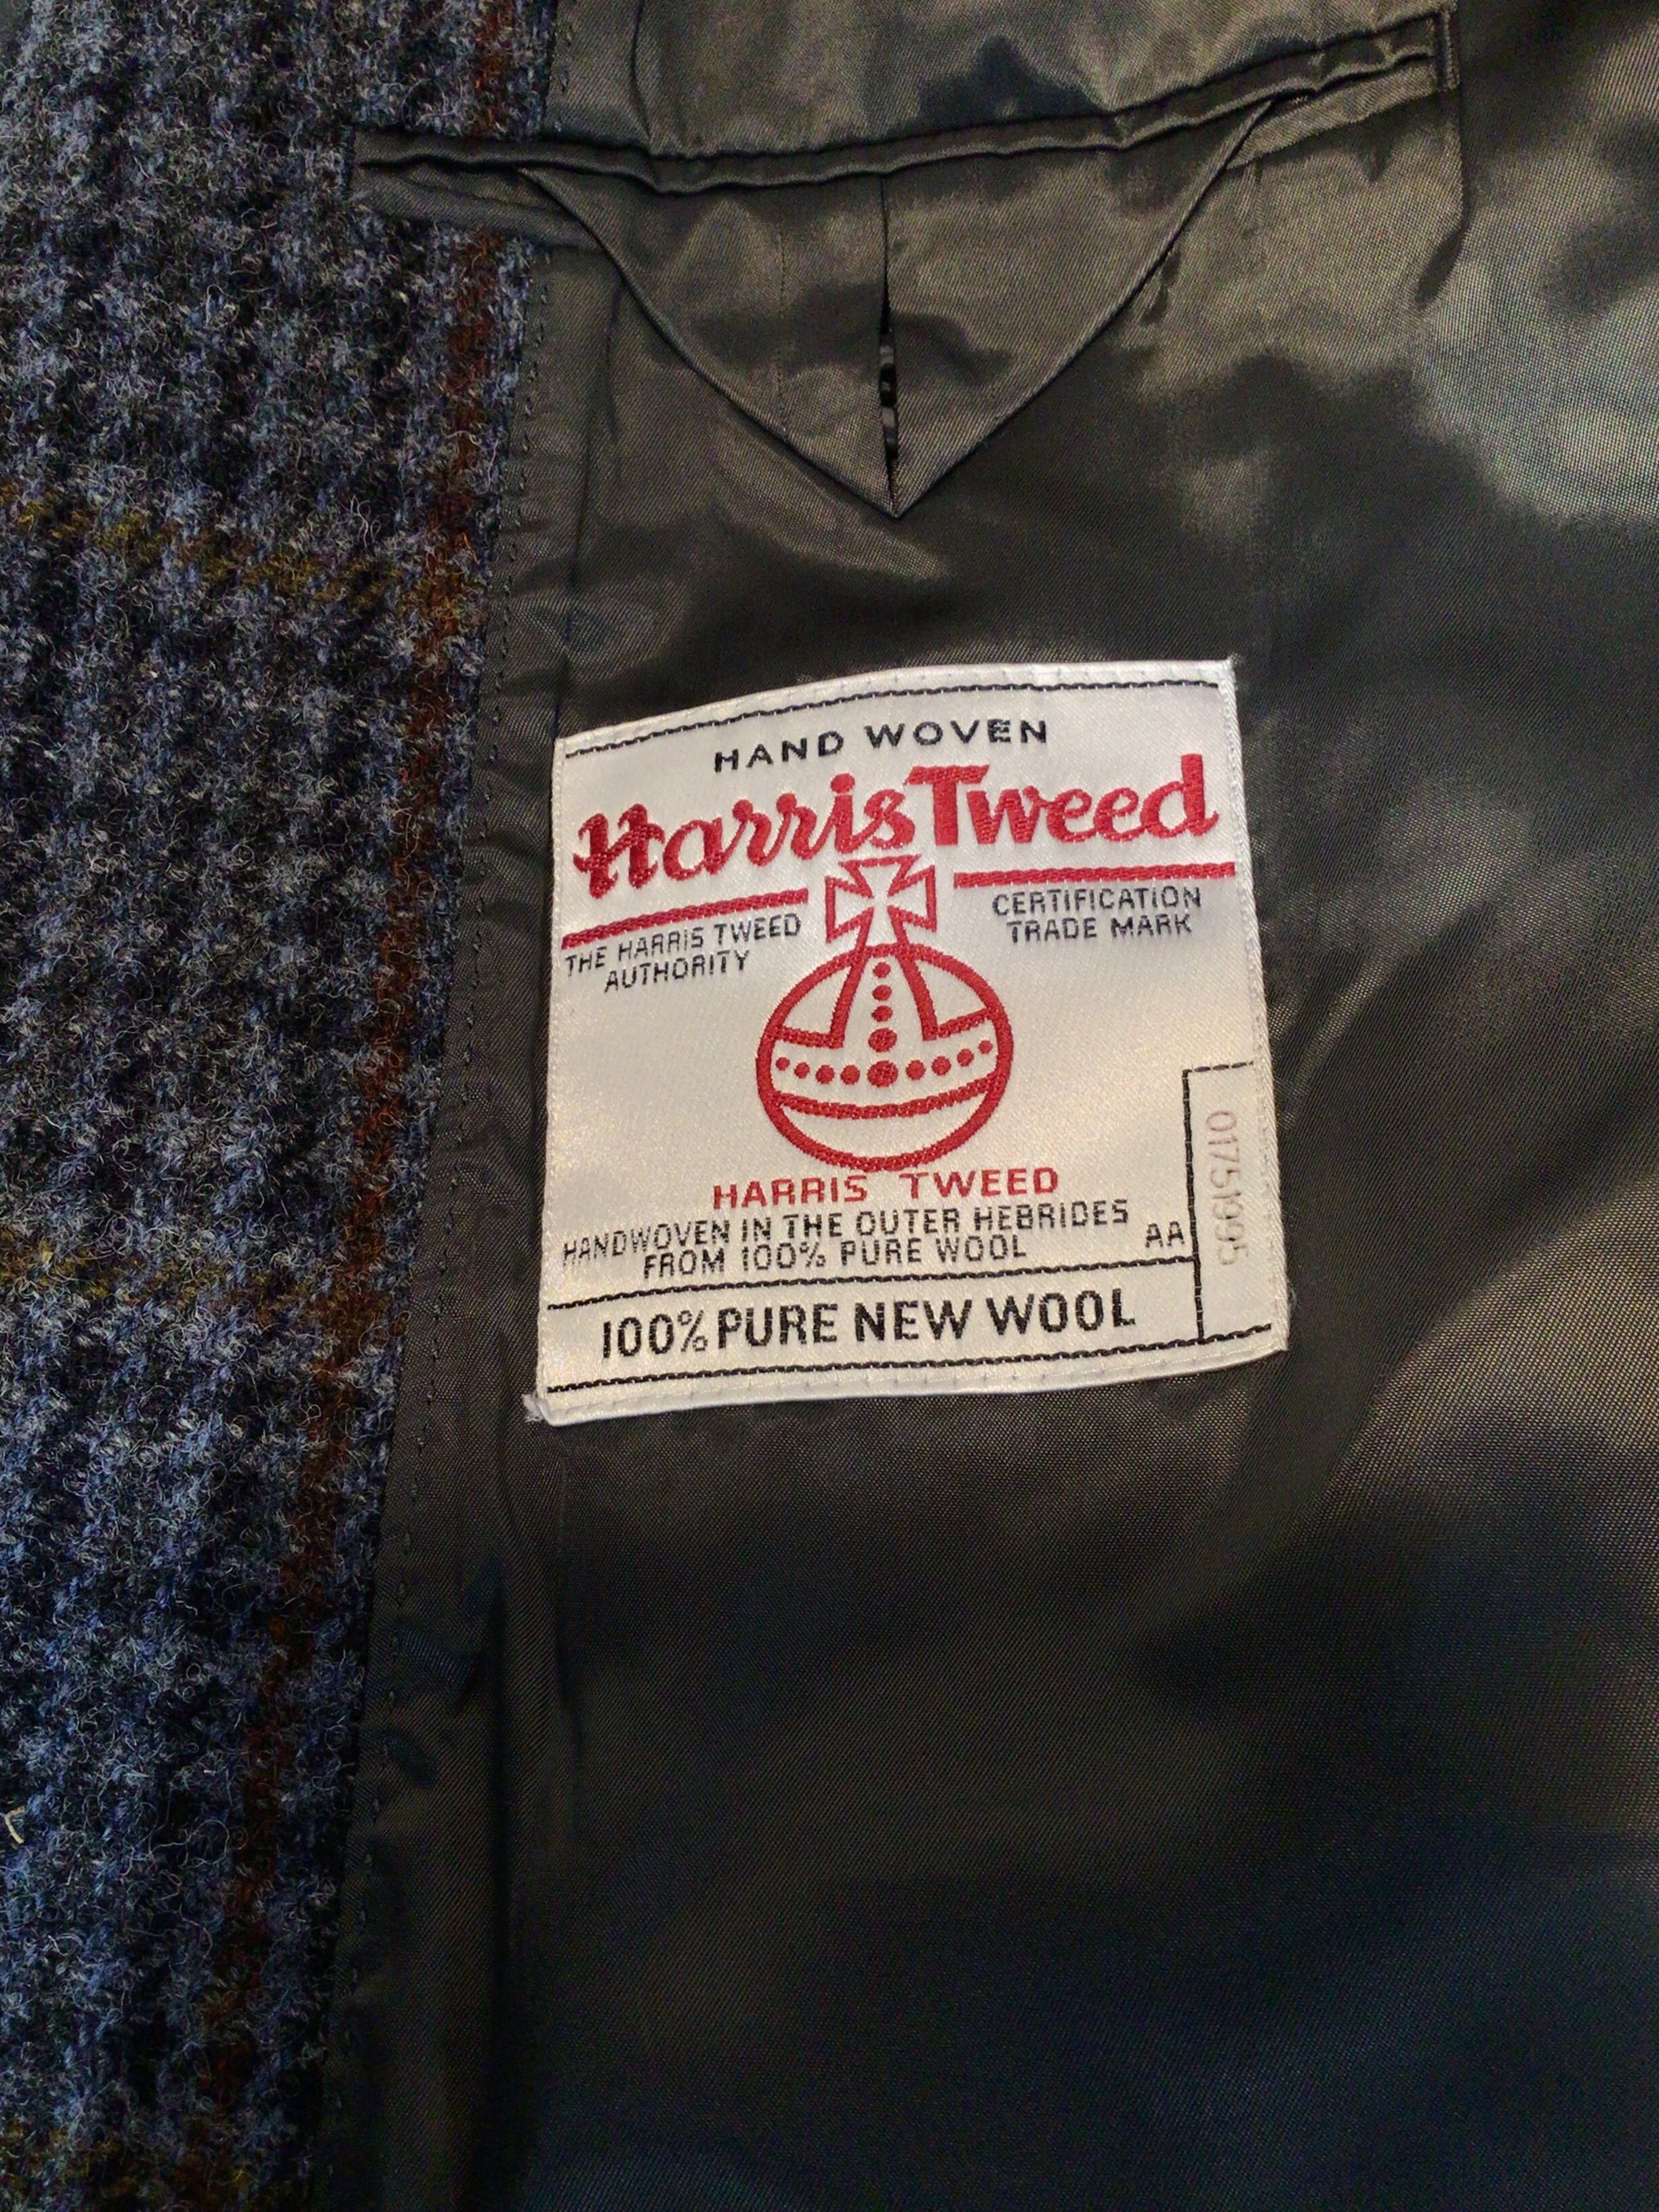 HAND WOVEN
Harris Tweed
THE HARRIS TWEED
AUTHORITY
CERTIFICATION
TRADE MARK
HARRIS TWEED
HANDWOVEN IN THE OUTER HEBRIDES
FROM 100% PURE WOOL
AA
01751995
100% PURE NEW WOOL